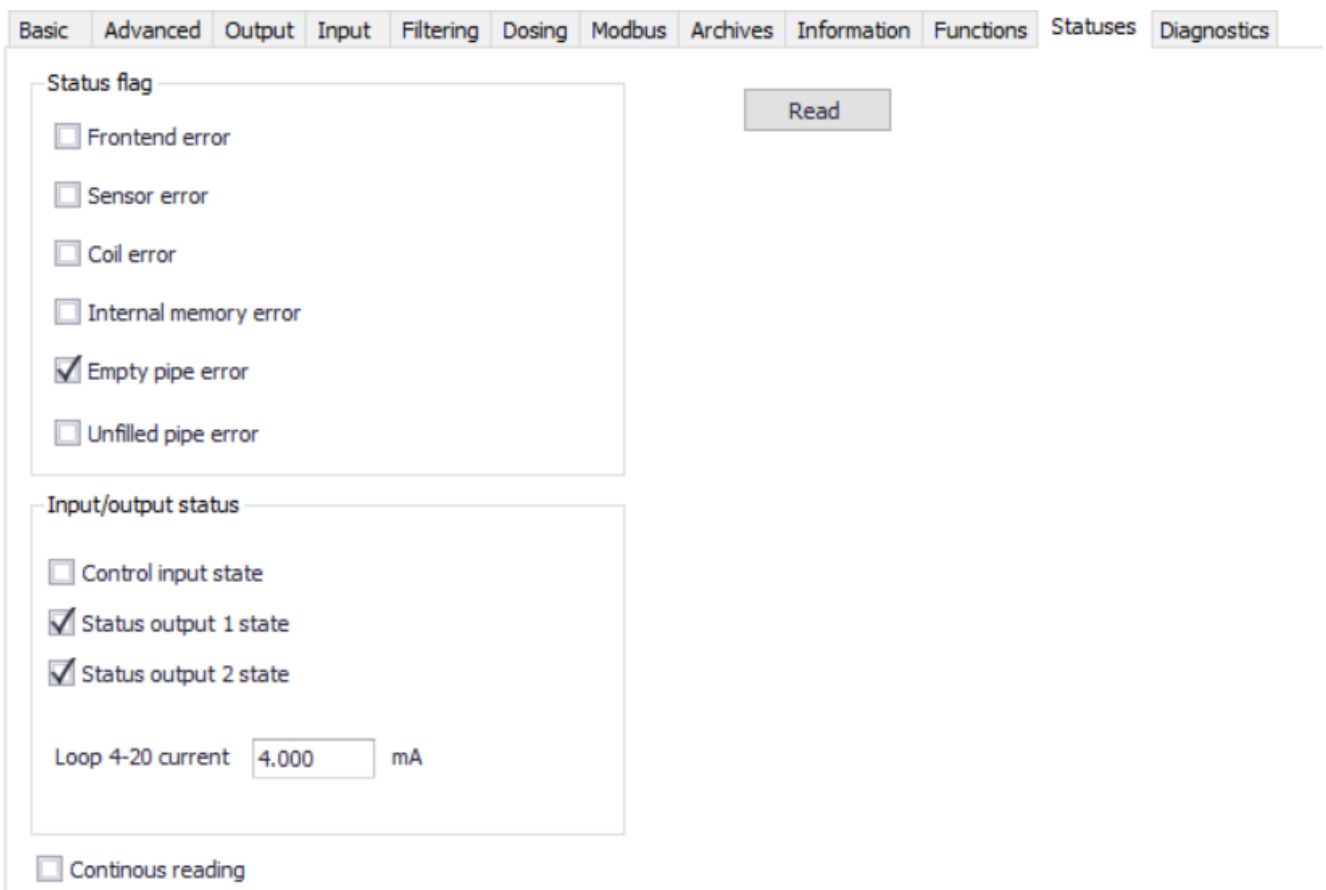 Basic Advanced Output Input Filtering Dosing Modbus Archives Information Functions Statuses Diagnostics
Status flag
Read
Frontend error
Sensor error
Coil error
Internal memory error
Empty pipe error
Unfilled pipe error
Input/output status
Control input state
Status output 1 state
Status output 2 state
Loop 4-20 current 4.000 mA
Continous reading